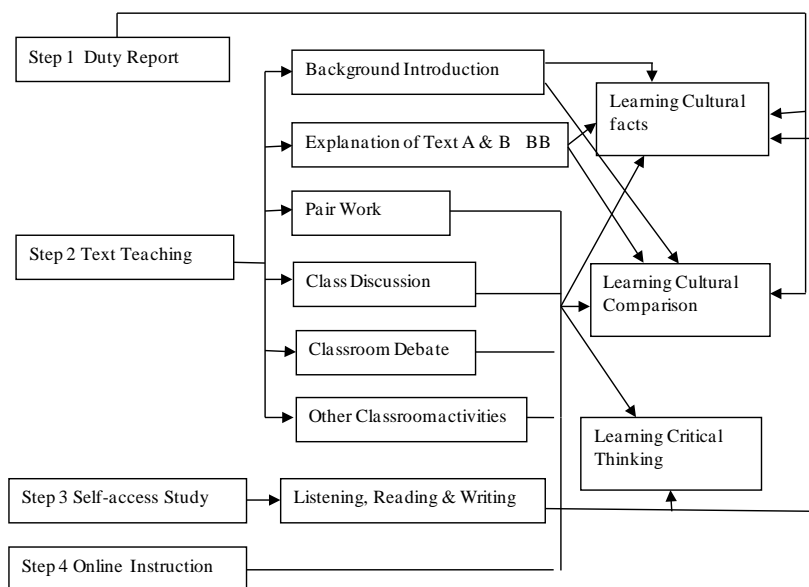 Step 1 Duty Report
Background Introduction
Learning Cultural
facts
Explanation of Text A & B BB
Pair Work
Step 2 Text Teaching
Class Discussion
Learning Cultural
Comparison
Classroom Debate
Other Classroomactivities
Learning Critical
Thinking
Step 3 Self-access Study
Listening, Reading & Writing
Step 4 Online Instruction